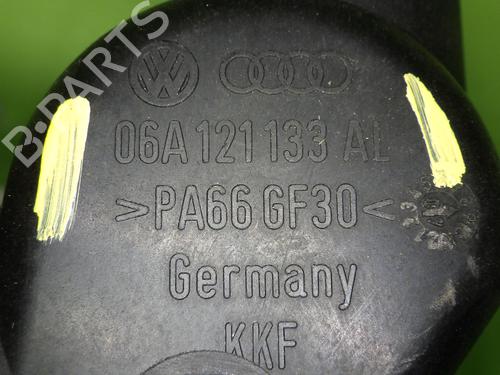 B-PARTS
06A 121 133 AL
>PA66 GF30<
Germany
KKF